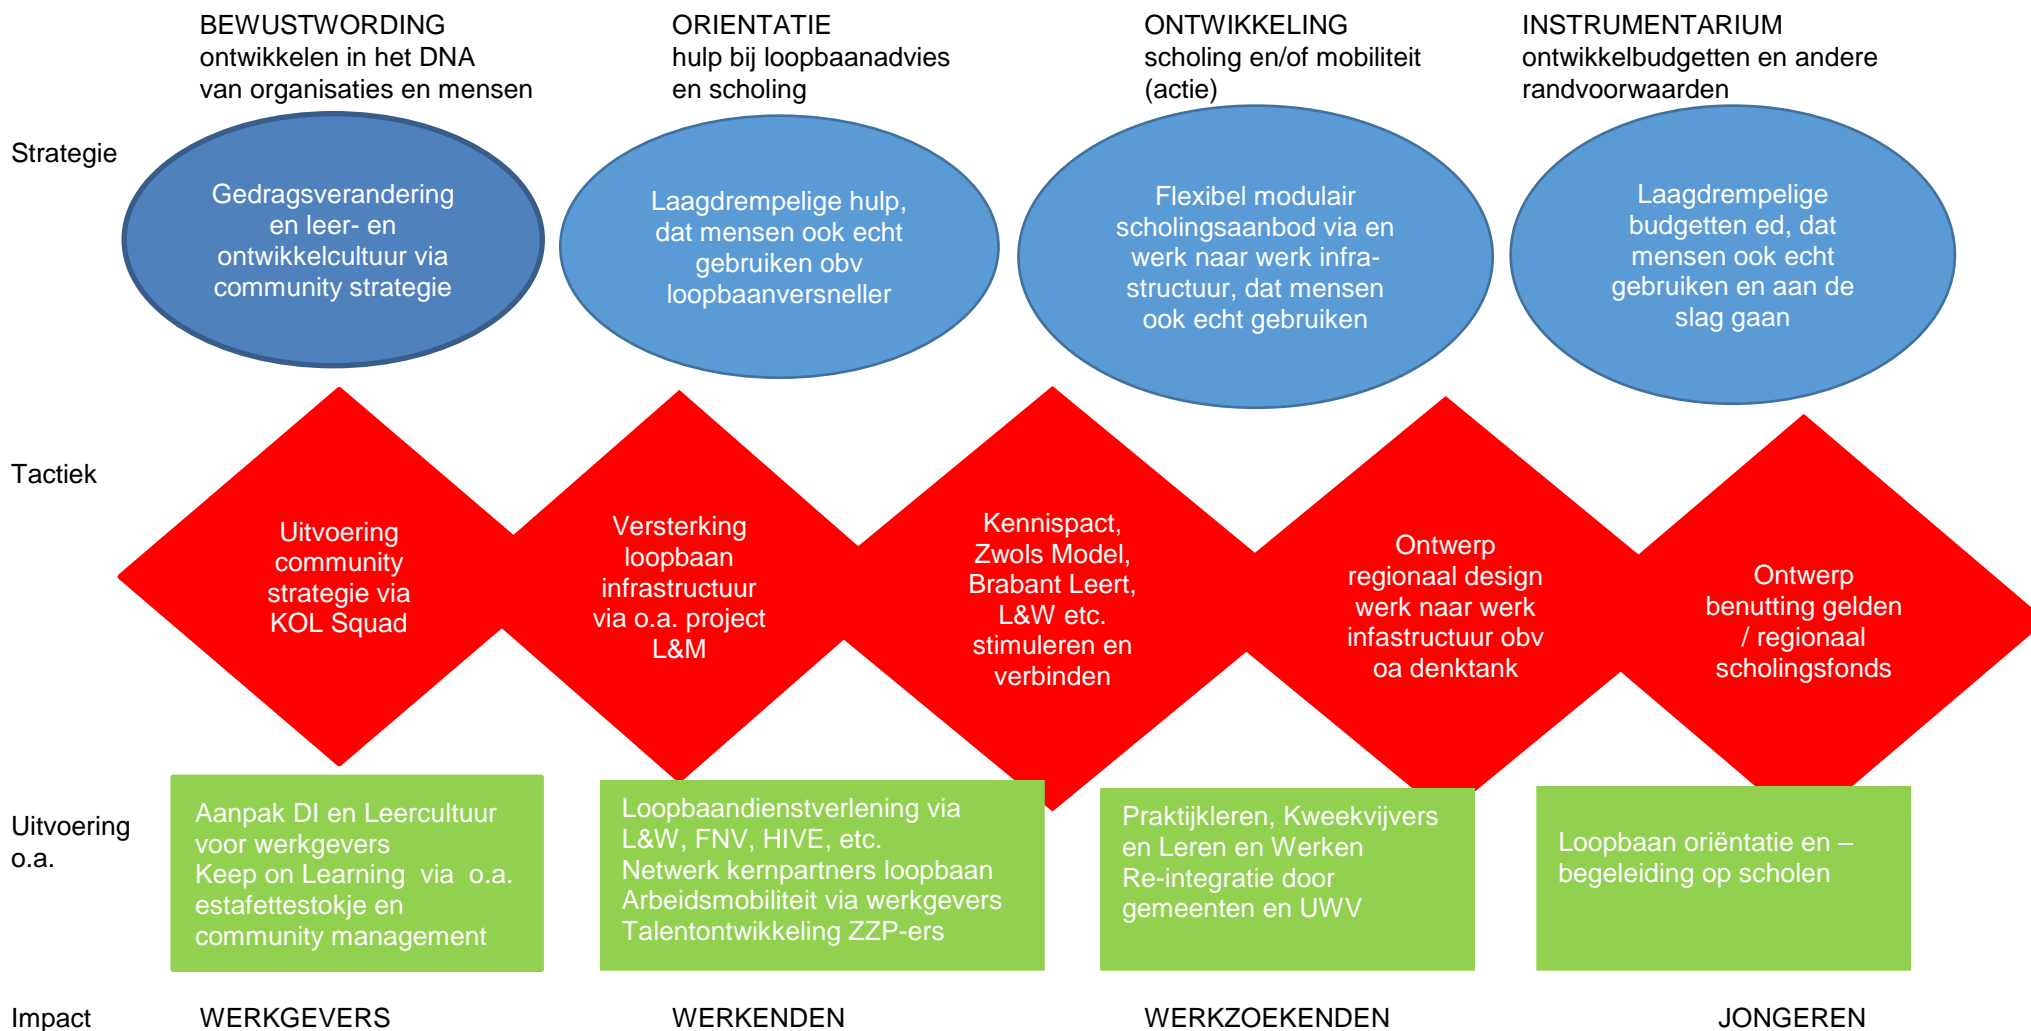 BEWUSTWORDING
ontwikkelen in het DNA
van organisaties en mensen
ORIENTATIE
hulp bij loopbaanadvies
en scholing
ONTWIKKELING
scholing en/of mobiliteit
(actie)
INSTRUMENTARIUM
ontwikkelbudgetten en andere
randvoorwaarden
Strategie
Gedragsverandering
en leer- en
ontwikkelcultuur via
community strategie
Laagdrempelige hulp,
dat mensen ook echt
gebruiken obv
loopbaanversneller
Flexibel modulair
scholingsaanbod via en
werk naar werk infra-
structuur, dat mensen
ook echt gebruiken
Laagdrempelige
budgetten ed, dat
mensen ook echt
gebruiken en aan de
slag gaan
Tactiek
Uitvoering
community
strategie via
KOL Squad
Versterking
loopbaan
infrastructuur
via o.a. project
L&M
Kennispact,
Zwols Model,
Brabant Leert,
L&W etc.
stimuleren en
verbinden
Ontwerp
regionaal design
werk naar werk
infastructuur obv
oa denktank
Ontwerp
benutting gelden
/ regionaal
scholingsfonds
Uitvoering
o.a.
Aanpak DI en Leercultuur
voor werkgevers
Keep on Learning via o.a.
estafettestokje en
community management
Loopbaandienstverlening via
L&W, FNV, HIVE, etc.
Netwerk kernpartners loopbaan
Arbeidsmobiliteit via werkgevers
Talentontwikkeling ZZP-ers
Praktijkleren, Kweekvijvers
en Leren en Werken
Re-integratie door
gemeenten en UWV
Loopbaan oriëntatie en –
begeleiding op scholen
Impact
WERKGEVERS
WERKENDEN
WERKZOEKENDEN
JONGEREN